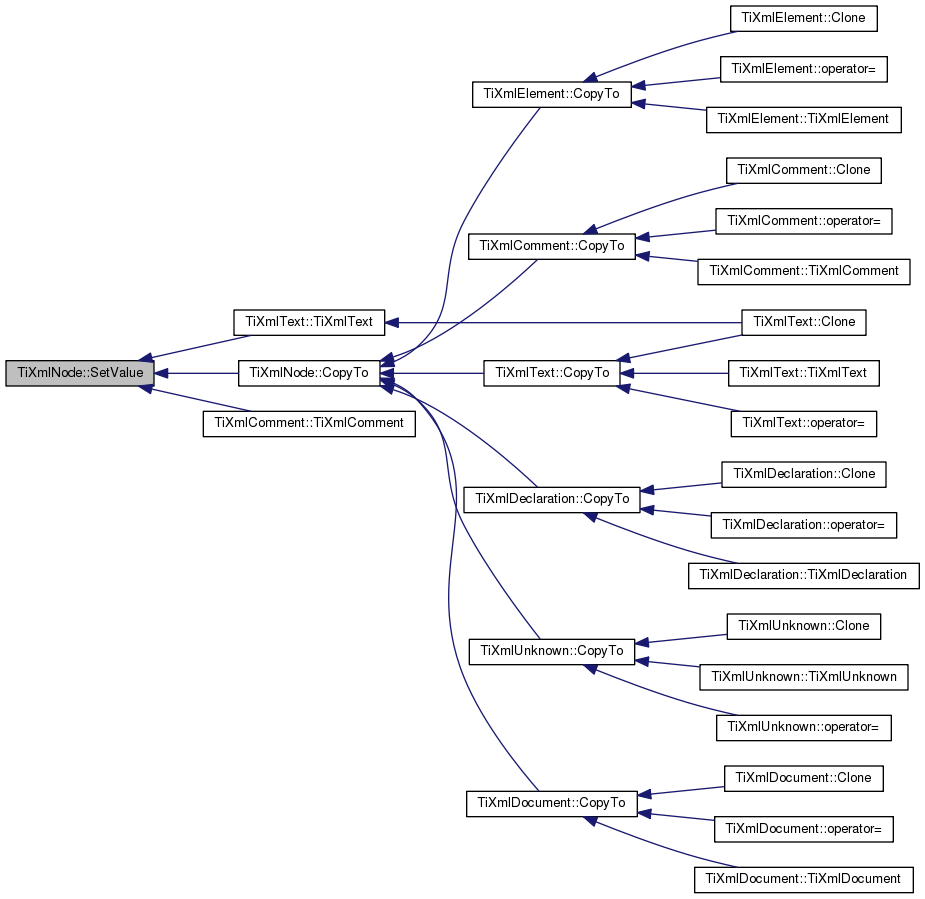 TiXmlElement::Clone
TiXmlElement::operator=
TiXmlElement::CopyTo
TiXmlElement::TiXmlElement
TiXmlComment::Clone
TiXmlComment::operator=
TiXmlComment::CopyTo
TiXmlComment::TiXmlComment
TiXmlText::TiXmlText
TiXmlText::Clone
TiXmlNode::SetValue
TiXmlNode::CopyTo
TiXmlText::CopyTo
TiXmlText::TiXmlText
TiXmlComment::TiXmlComment
TiXmlText::operator=
TiXmlDeclaration::Clone
TiXmlDeclaration::CopyTo
TiXmlDeclaration::operator=
TiXmlDeclaration::TiXmlDeclaration
TiXmlUnknown::Clone
TiXmlUnknown::CopyTo
TiXmlUnknown::TiXmlUnknown
TiXmlUnknown::operator=
TiXmlDocument::Clone
TiXmlDocument::CopyTo
TiXmlDocument::operator=
TiXmlDocument::TiXmlDocument